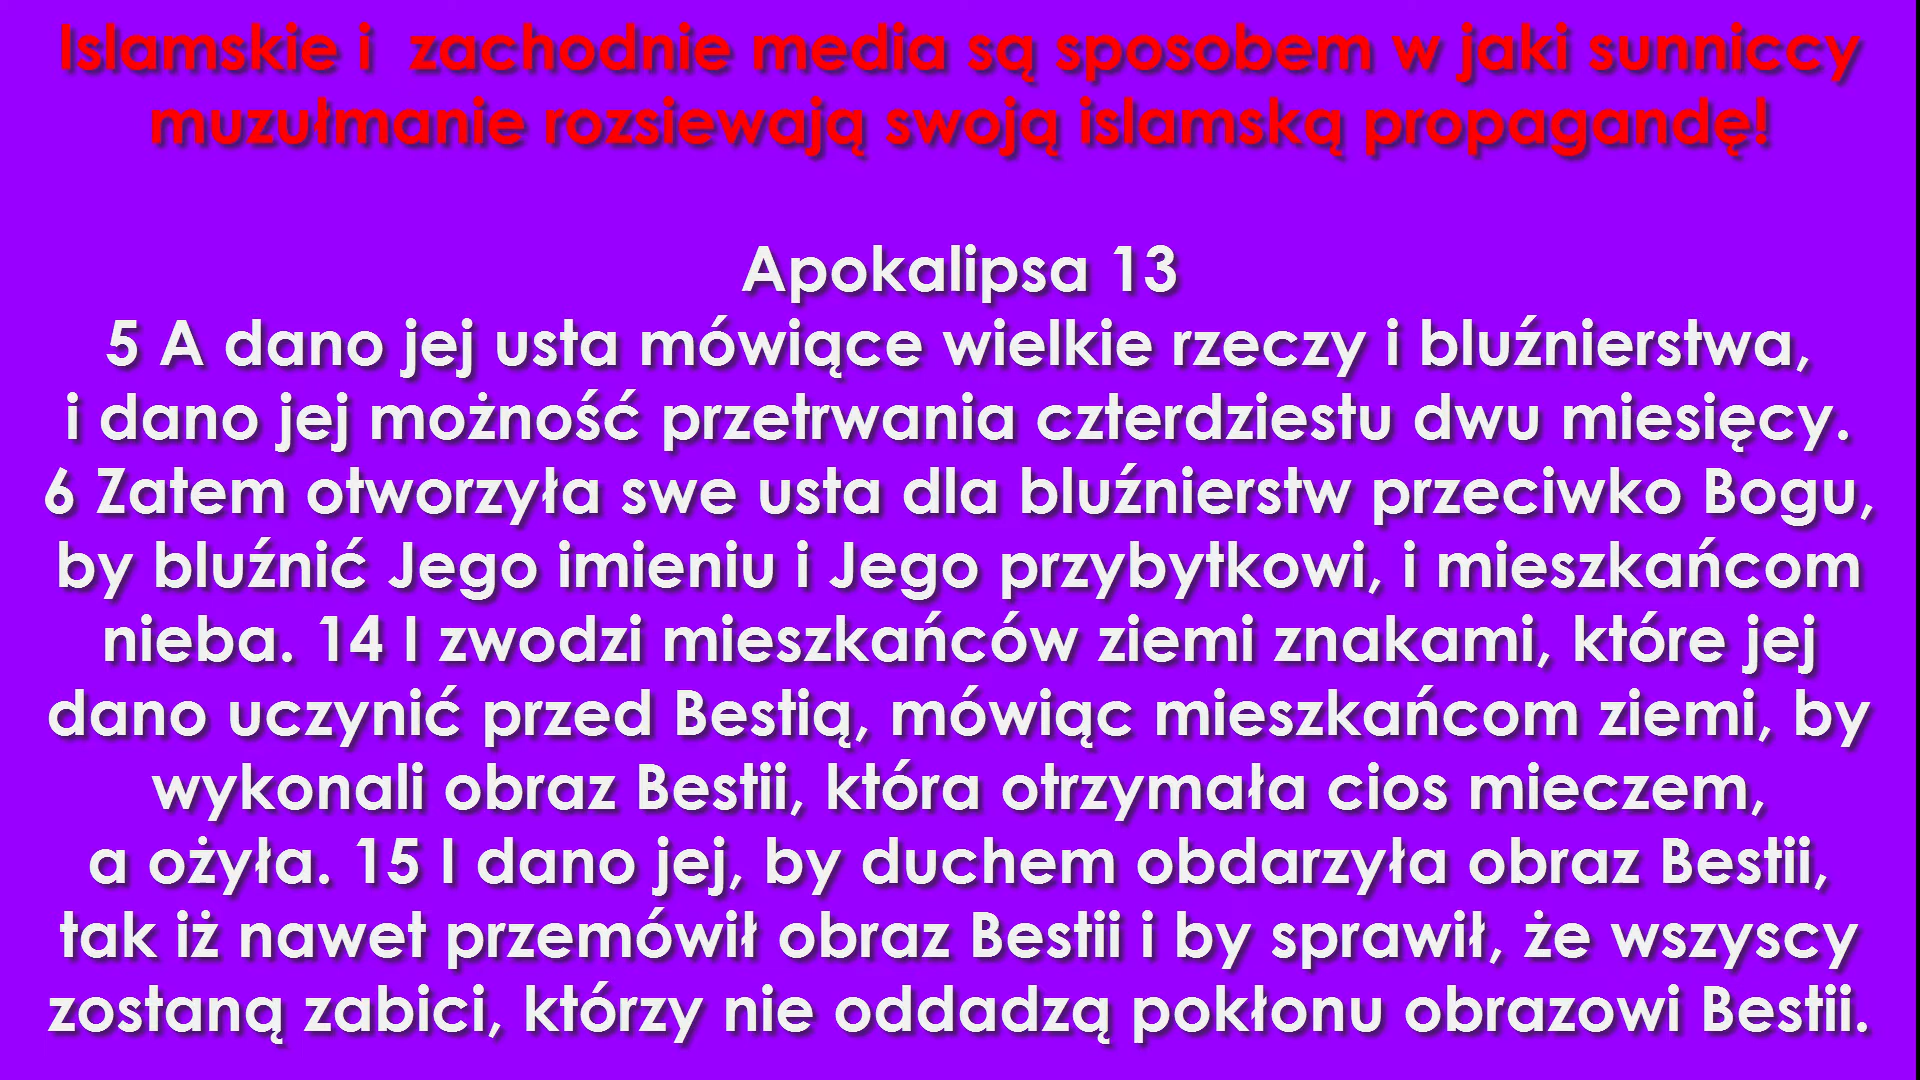 Islamskie i  zachodnie media są sposobem w jaki sunniccy
muzułmanie rozsiewają swoją islamską propagandę!
Apokalipsa 13
5 A dano jej usta mówiące wielkie rzeczy i bluźnierstwa,
i dano jej możność przetrwania czterdziestu dwu miesięcy.
6 Zatem otworzyła swe usta dla bluźnierstw przeciwko Bogu,
by bluźnić Jego imieniu i Jego przybytkowi, i mieszkańcom
nieba. 14 I zwodzi mieszkańców ziemi znakami, które jej
dano uczynić przed Bestią, mówiąc mieszkańcom ziemi, by
wykonali obraz Bestii, która otrzymała cios mieczem,
a ożyła. 15 I dano jej, by duchem obdarzyła obraz Bestii,
tak iż nawet przemówił obraz Bestii i by sprawił, że wszyscy
zostaną zabici, którzy nie oddadzą pokłonu obrazowi Bestii.